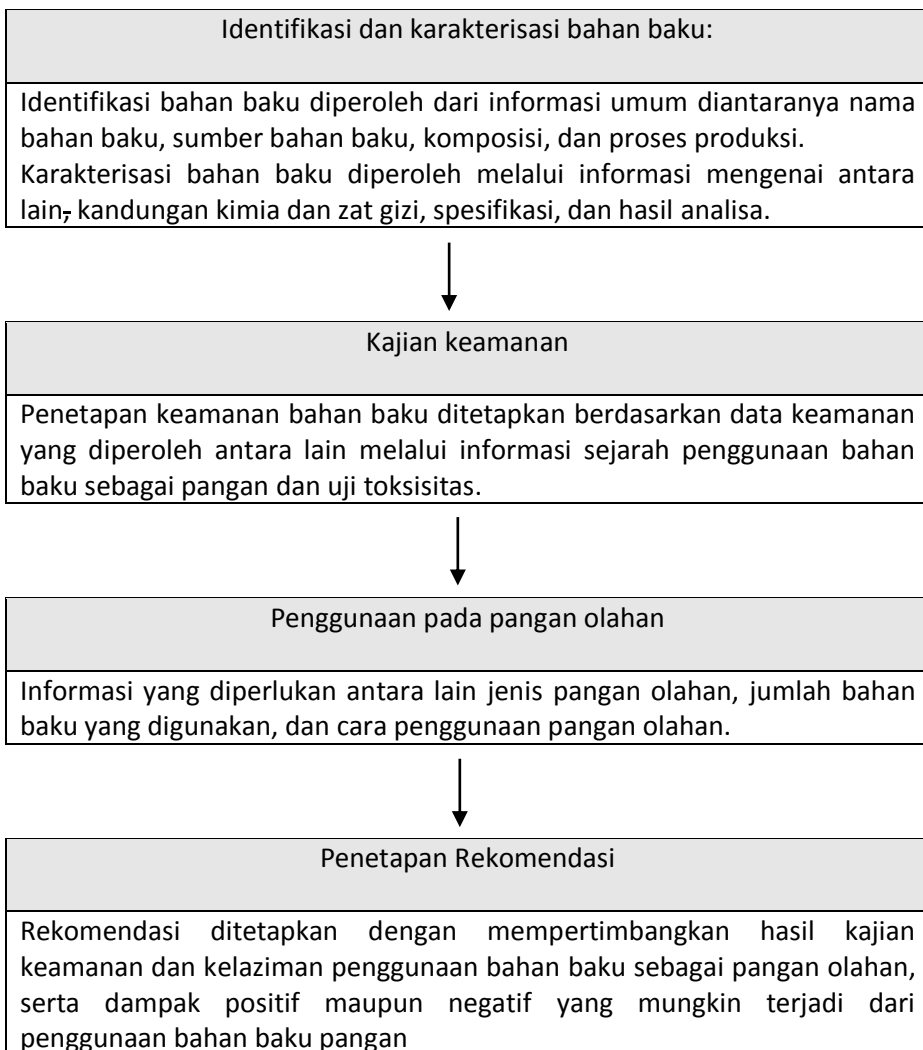 Identifikasi dan karakterisasi bahan baku:
Identifikasi bahan baku diperoleh dari informasi umum diantaranya nama
bahan baku, sumber bahan baku, komposisi, dan proses produksi.
Karakterisasi bahan baku diperoleh melalui informasi mengenai antara
lain, kandungan kimia dan zat gizi, spesifikasi, dan hasil analisa.
Kajian keamanan
Penetapan keamanan bahan baku ditetapkan berdasarkan data keamanan
yang diperoleh antara lain melalui informasi sejarah penggunaan bahan
baku sebagai pangan dan uji toksisitas.
Penggunaan pada pangan olahan
Informasi yang diperlukan antara lain jenis pangan olahan, jumlah bahan
baku yang digunakan, dan cara penggunaan pangan olahan.
Penetapan Rekomendasi
Rekomendasi ditetapkan dengan mempertimbangkan hasil kajian
keamanan dan kelaziman penggunaan bahan baku sebagai pangan olahan,
serta dampak positif maupun negatif yang mungkin terjadi dari
penggunaan bahan baku pangan